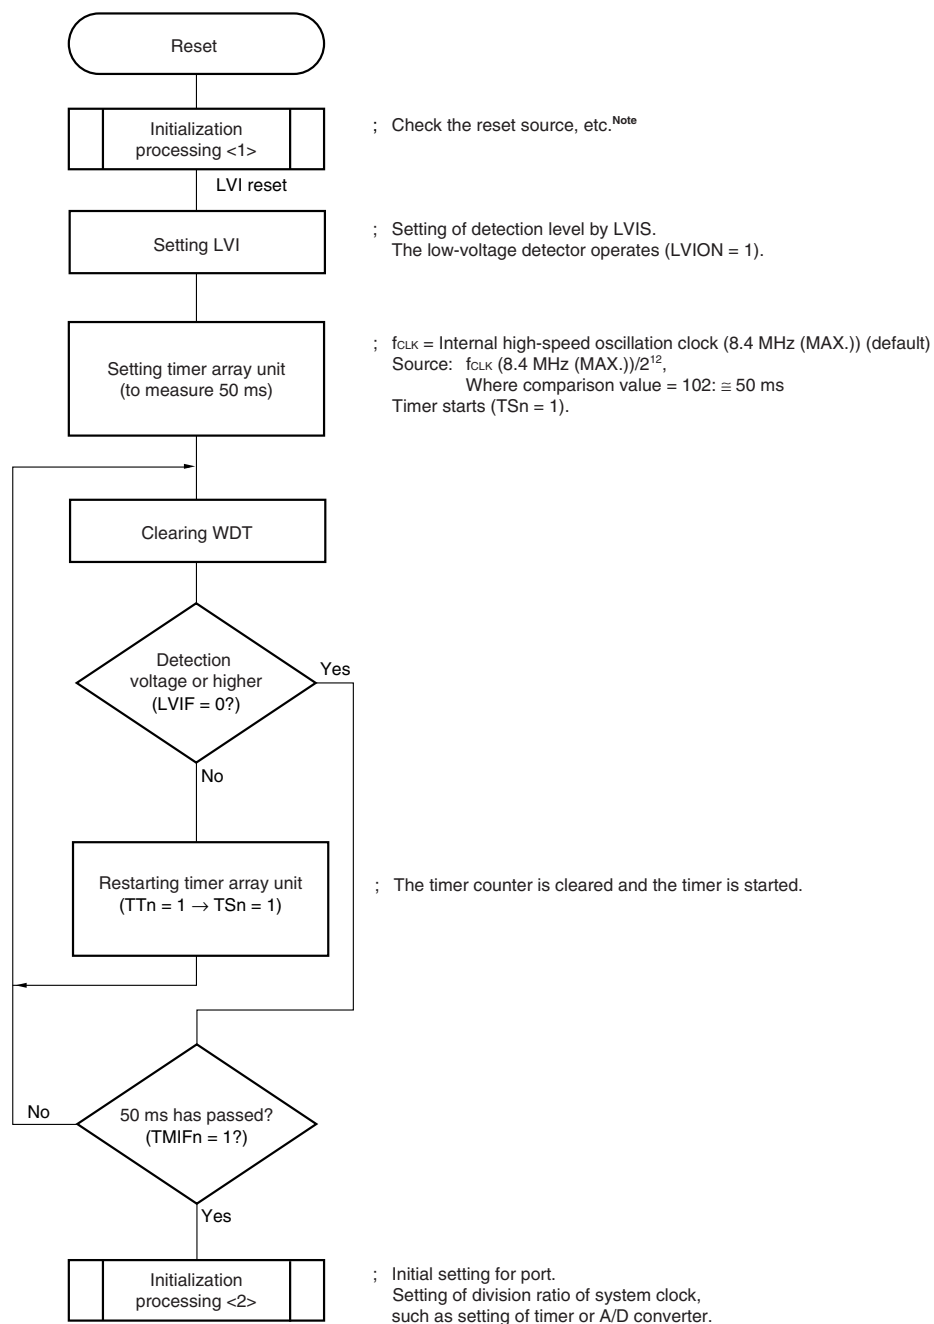 Reset
Initialization
processing <1>
; Check the reset source, etc.Note
LVI reset
Setting LVI
; Setting of detection level by LVIS.
The low-voltage detector operates (LVION = 1).
Setting timer array unit
(to measure 50 ms)
; fCLK = Internal high-speed oscillation clock (8.4 MHz (MAX.)) (default)
Source: fCLK (8.4 MHz (MAX.))/2¹²,
Where comparison value = 102: ≅ 50 ms
Timer starts (TSn = 1).
Clearing WDT
Detection
voltage or higher
(LVIF = 0?)
Yes
No
Restarting timer array unit
(TTn = 1 → TSn = 1)
; The timer counter is cleared and the timer is started.
50 ms has passed?
(TMIFn = 1?)
No
Yes
Initialization
processing <2>
; Initial setting for port.
Setting of division ratio of system clock,
such as setting of timer or A/D converter.